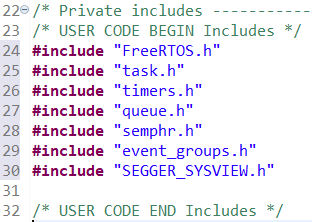 22 /* Private includes -----------
23 /* USER CODE BEGIN Includes */
24 #include "FreeRTOS.h"
25 #include "task.h"
26 #include "timers.h"
27 #include "queue.h"
28 #include "semphr.h"
29 #include "event_groups.h"
30 #include "SEGGER_SYSVIEW.h"
31
32 /* USER CODE END Includes */